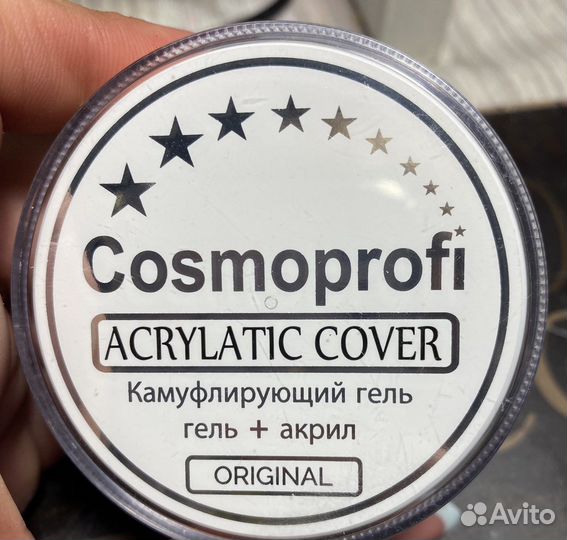 Cosmoprofi
ACRYLATIC COVER
Камуфлирующий гель
гель + акрил
ORIGINAL
Avito